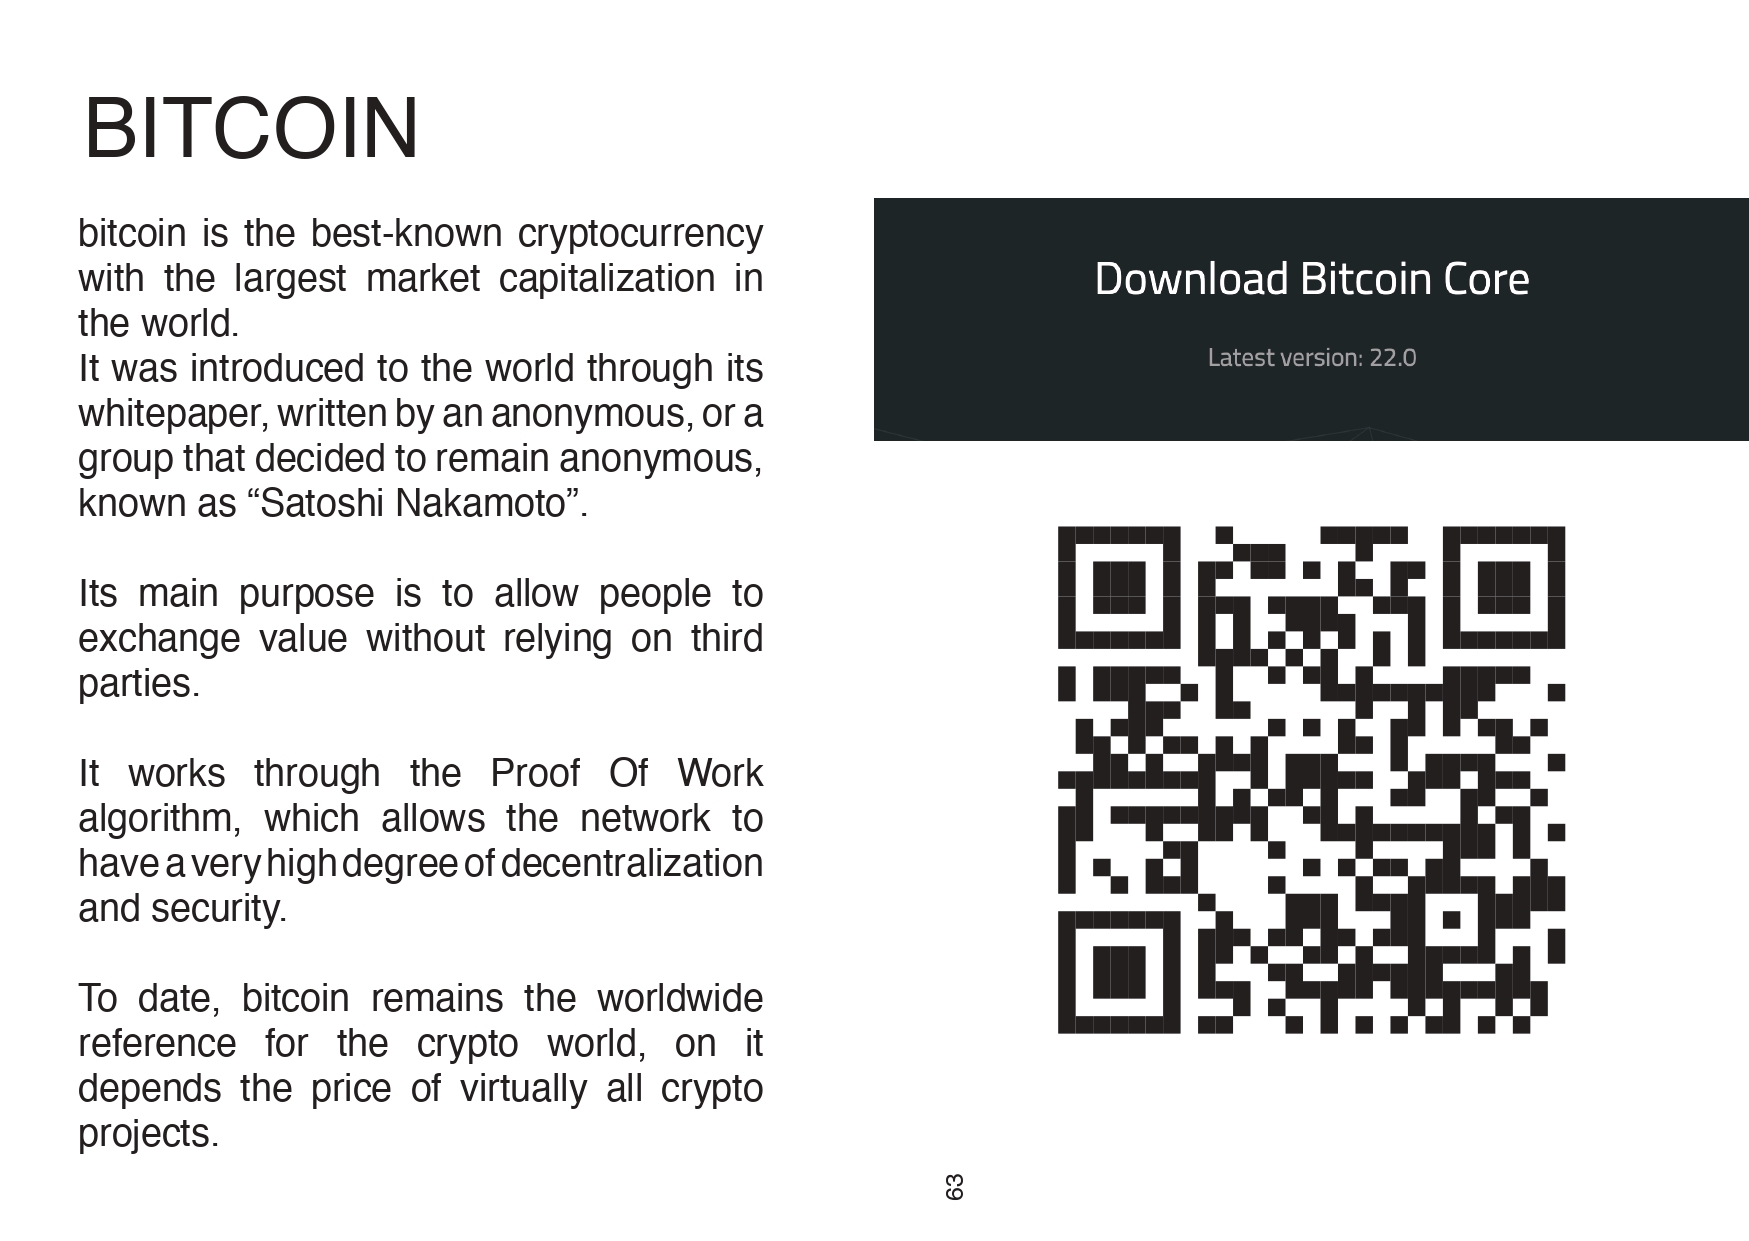 BITCOIN
bitcoin is the best-known cryptocurrency
with the largest market capitalization in
the world.
It was introduced to the world through its
whitepaper, written by an anonymous, or a
group that decided to remain anonymous,
known as “Satoshi Nakamoto”.
Its main purpose is to allow people to
exchange value without relying on third
parties.
It works through the Proof Of Work
algorithm, which allows the network to
have a very high degree of decentralization
and security.
To date, bitcoin remains the worldwide
reference for the crypto world, on it
depends the price of virtually all crypto
projects.
Download Bitcoin Core
Latest version: 22.0
63